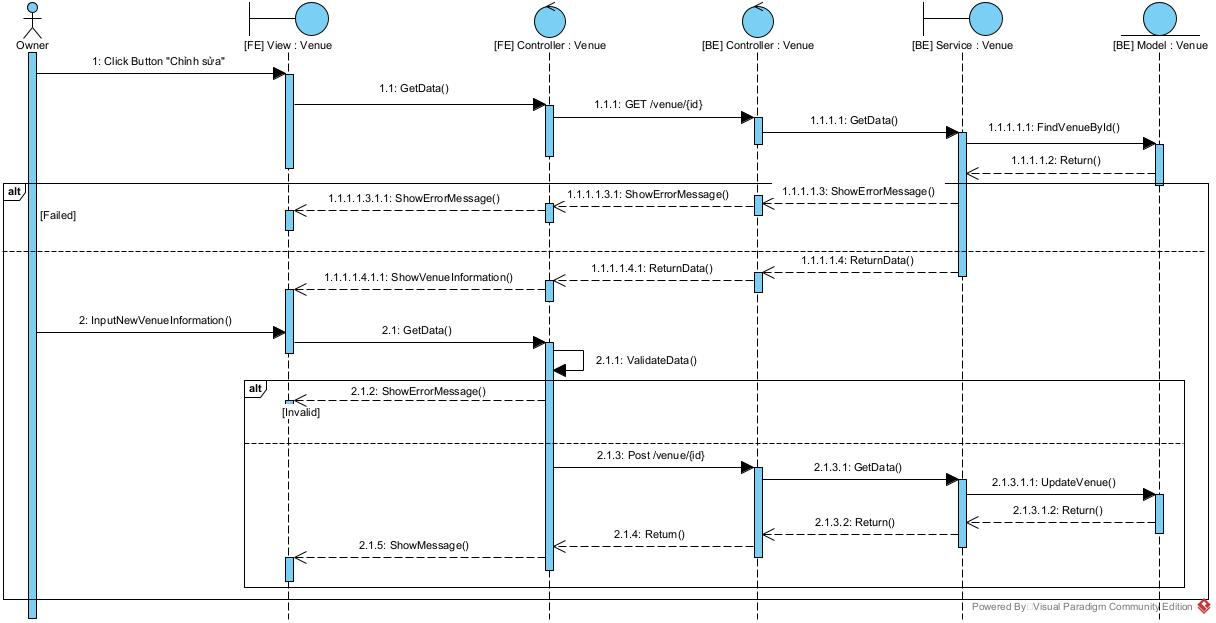 Owner
[FE] View : Venue
[FE] Controller : Venue
[BE] Controller : Venue
[BE] Service : Venue
[BE] Model : Venue
1: Click Button "Chỉnh sửa"
1.1: GetData()
1.1.1: GET /venue/{id}
1.1.1.1: GetData()
1.1.1.1.1: FindVenueById()
1.1.1.1.2: Return()
alt
[Failed]
1.1.1.1.3: ShowErrorMessage()
1.1.1.1.3.1: ShowErrorMessage()
1.1.1.1.3.1.1: ShowErrorMessage()
1.1.1.1.4: ReturnData()
1.1.1.1.4.1: ReturnData()
1.1.1.1.4.1.1: ShowVenueInformation()
2: InputNewVenueInformation()
2.1: GetData()
2.1.1: ValidateData()
alt
2.1.2: ShowErrorMessage()
[Invalid]
2.1.3: Post /venue/{id}
2.1.3.1: GetData()
2.1.3.1.1: UpdateVenue()
2.1.3.1.2: Return()
2.1.3.2: Return()
2.1.4: Return()
2.1.5: ShowMessage()
Powered By Visual Paradigm Community Edition